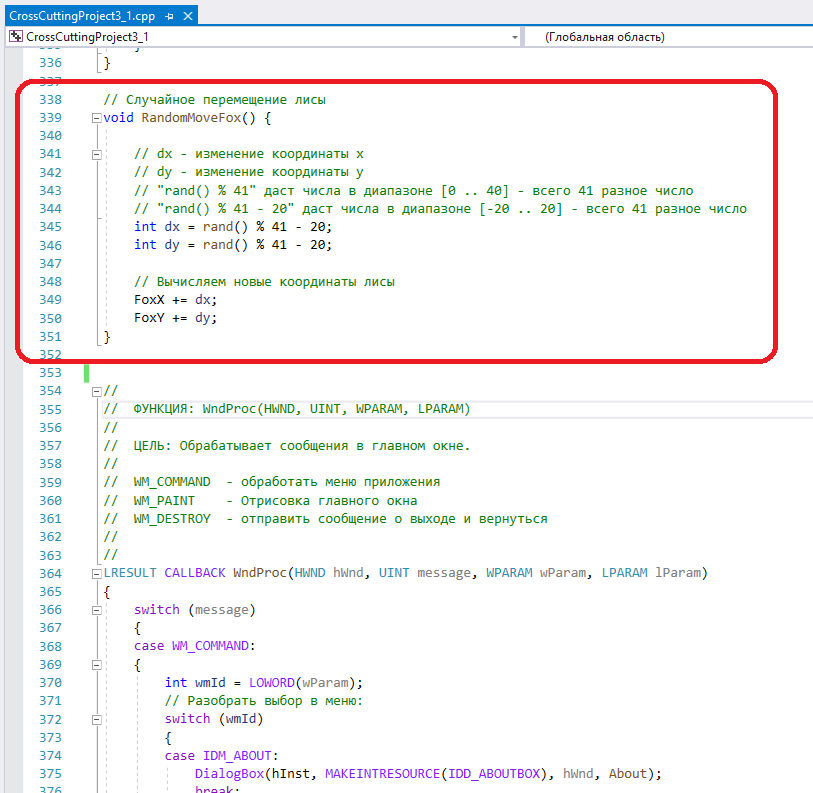 CrossCuttingProject3_1.cpp
CrossCuttingProject3_1 (Глобальная область)
336 }
337
338 // Случайное перемещение лисы
339 void RandomMoveFox() {
340
341 // dx - изменение координаты x
342 // dy - изменение координаты y
343 // "rand() % 41" даст числа в диапазоне [0 .. 40] - всего 41 разное число
344 // "rand() % 41 - 20" даст числа в диапазоне [-20 .. 20] - всего 41 разное число
345 int dx = rand() % 41 - 20;
346 int dy = rand() % 41 - 20;
347
348 // Вычисляем новые координаты лисы
349 FoxX += dx;
350 FoxY += dy;
351 }
352
353
354 //
355 // ФУНКЦИЯ: WndProc(HWND, UINT, WPARAM, LPARAM)
356 //
357 // ЦЕЛЬ: Обрабатывает сообщения в главном окне.
358 //
359 // WM_COMMAND - обработать меню приложения
360 // WM_PAINT - Отрисовка главного окна
361 // WM_DESTROY - отправить сообщение о выходе и вернуться
362 //
363 //
364 LRESULT CALLBACK WndProc(HWND hWnd, UINT message, WPARAM wParam, LPARAM lParam)
365 {
366 switch (message)
367 {
368 case WM_COMMAND:
369 {
370 int wmId = LOWORD(wParam);
371 // Разобрать выбор в меню:
372 switch (wmId)
373 {
374 case IDM_ABOUT:
375 DialogBox(hInst, MAKEINTRESOURCE(IDD_ABOUTBOX), hWnd, About);
376 break;